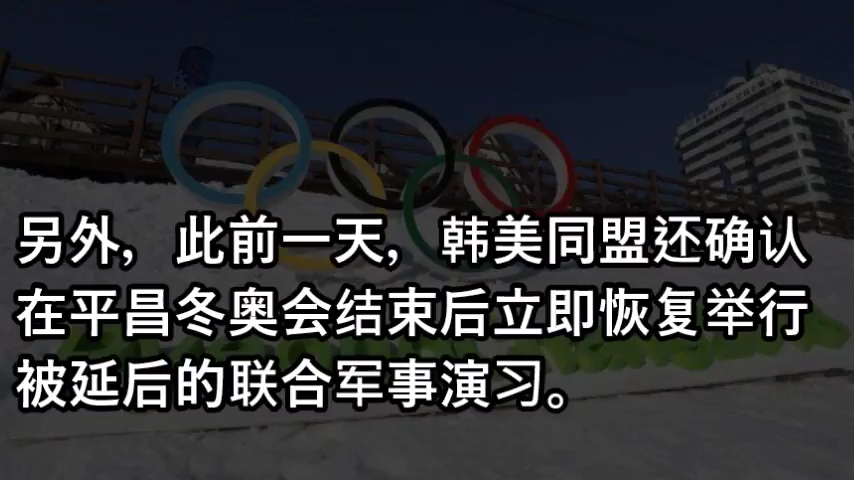 另外，此前一天，韩美同盟还确认
在平昌冬奥会结束后立即恢复举行
被延后的联合军事演习。